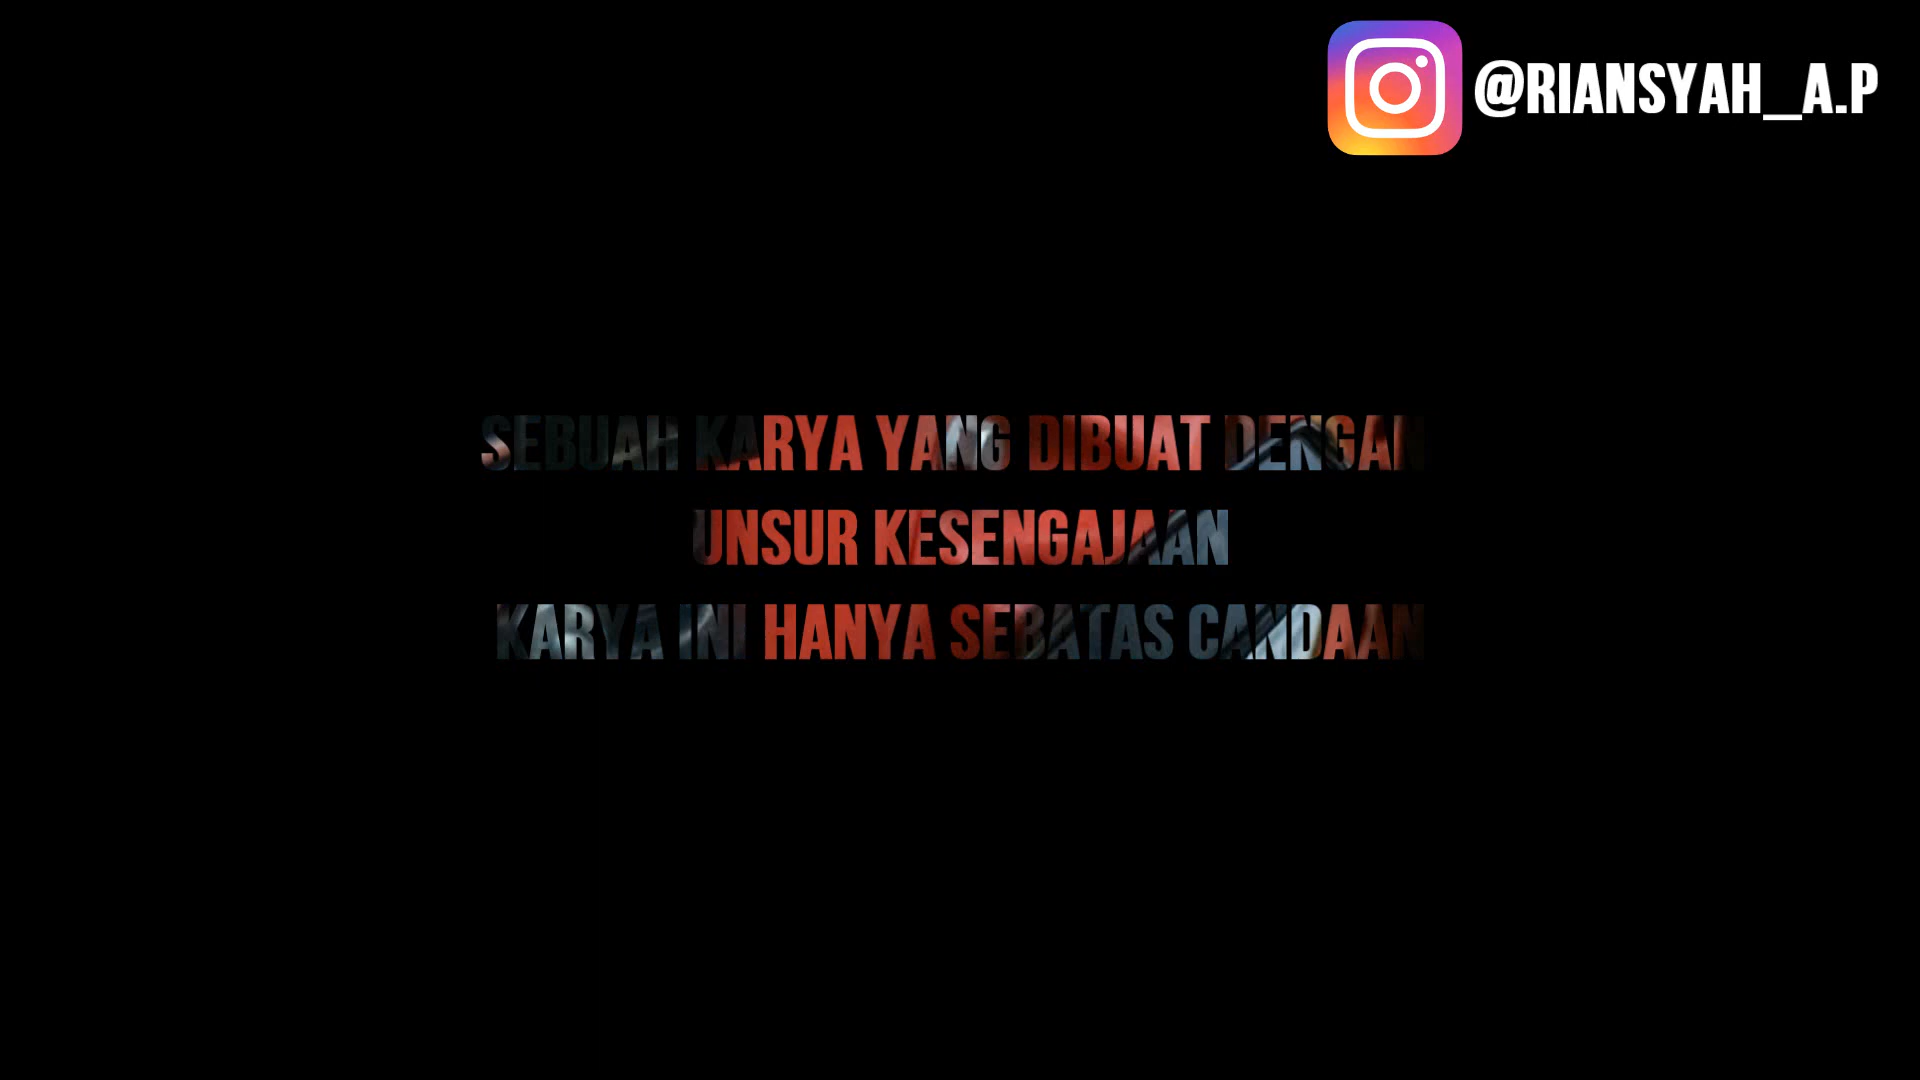 @RIANSYAH_A.P
SEBUAH KARYA YANG DIBUAT DENGAN
UNSUR KESENGAJAAN
KARYA INI HANYA SEBATAS CANDAAN